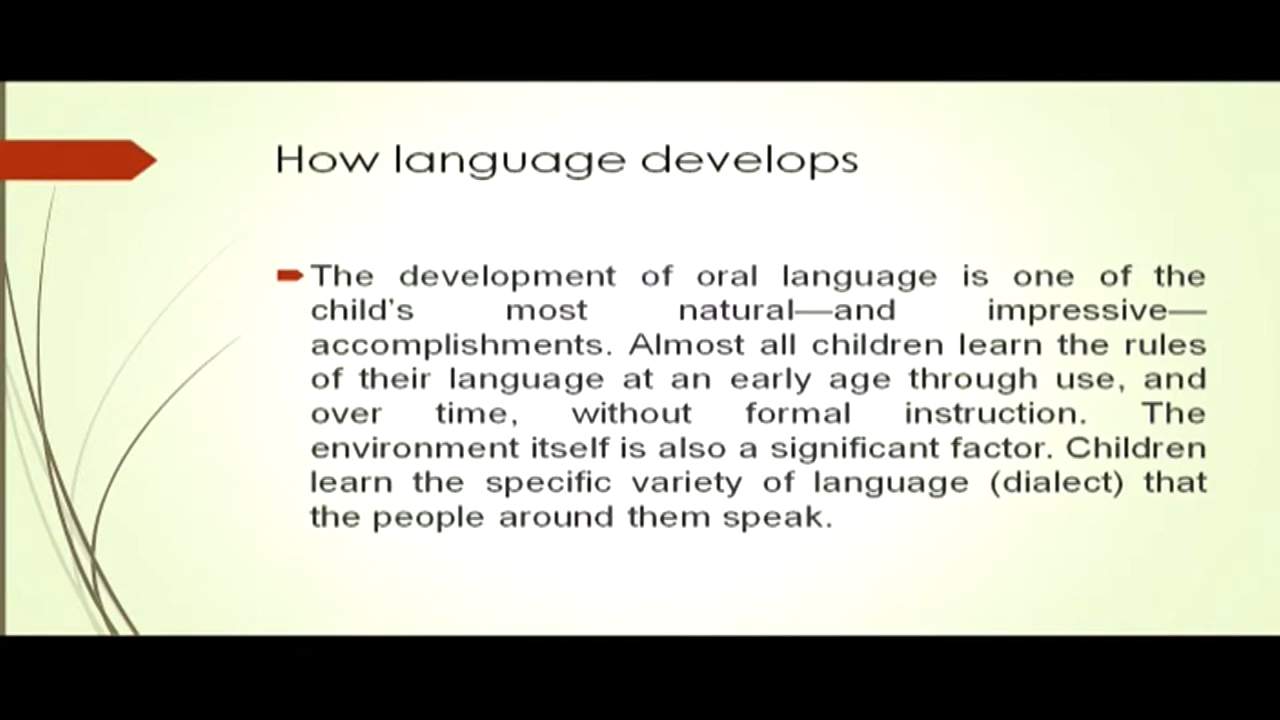 How language develops
The development of oral language is one of the
child's most natural—and impressive—
accomplishments. Almost all children learn the rules
of their language at an early age through use, and
over time, without formal instruction. The
environment itself is also a significant factor. Children
learn the specific variety of language (dialect) that
the people around them speak.